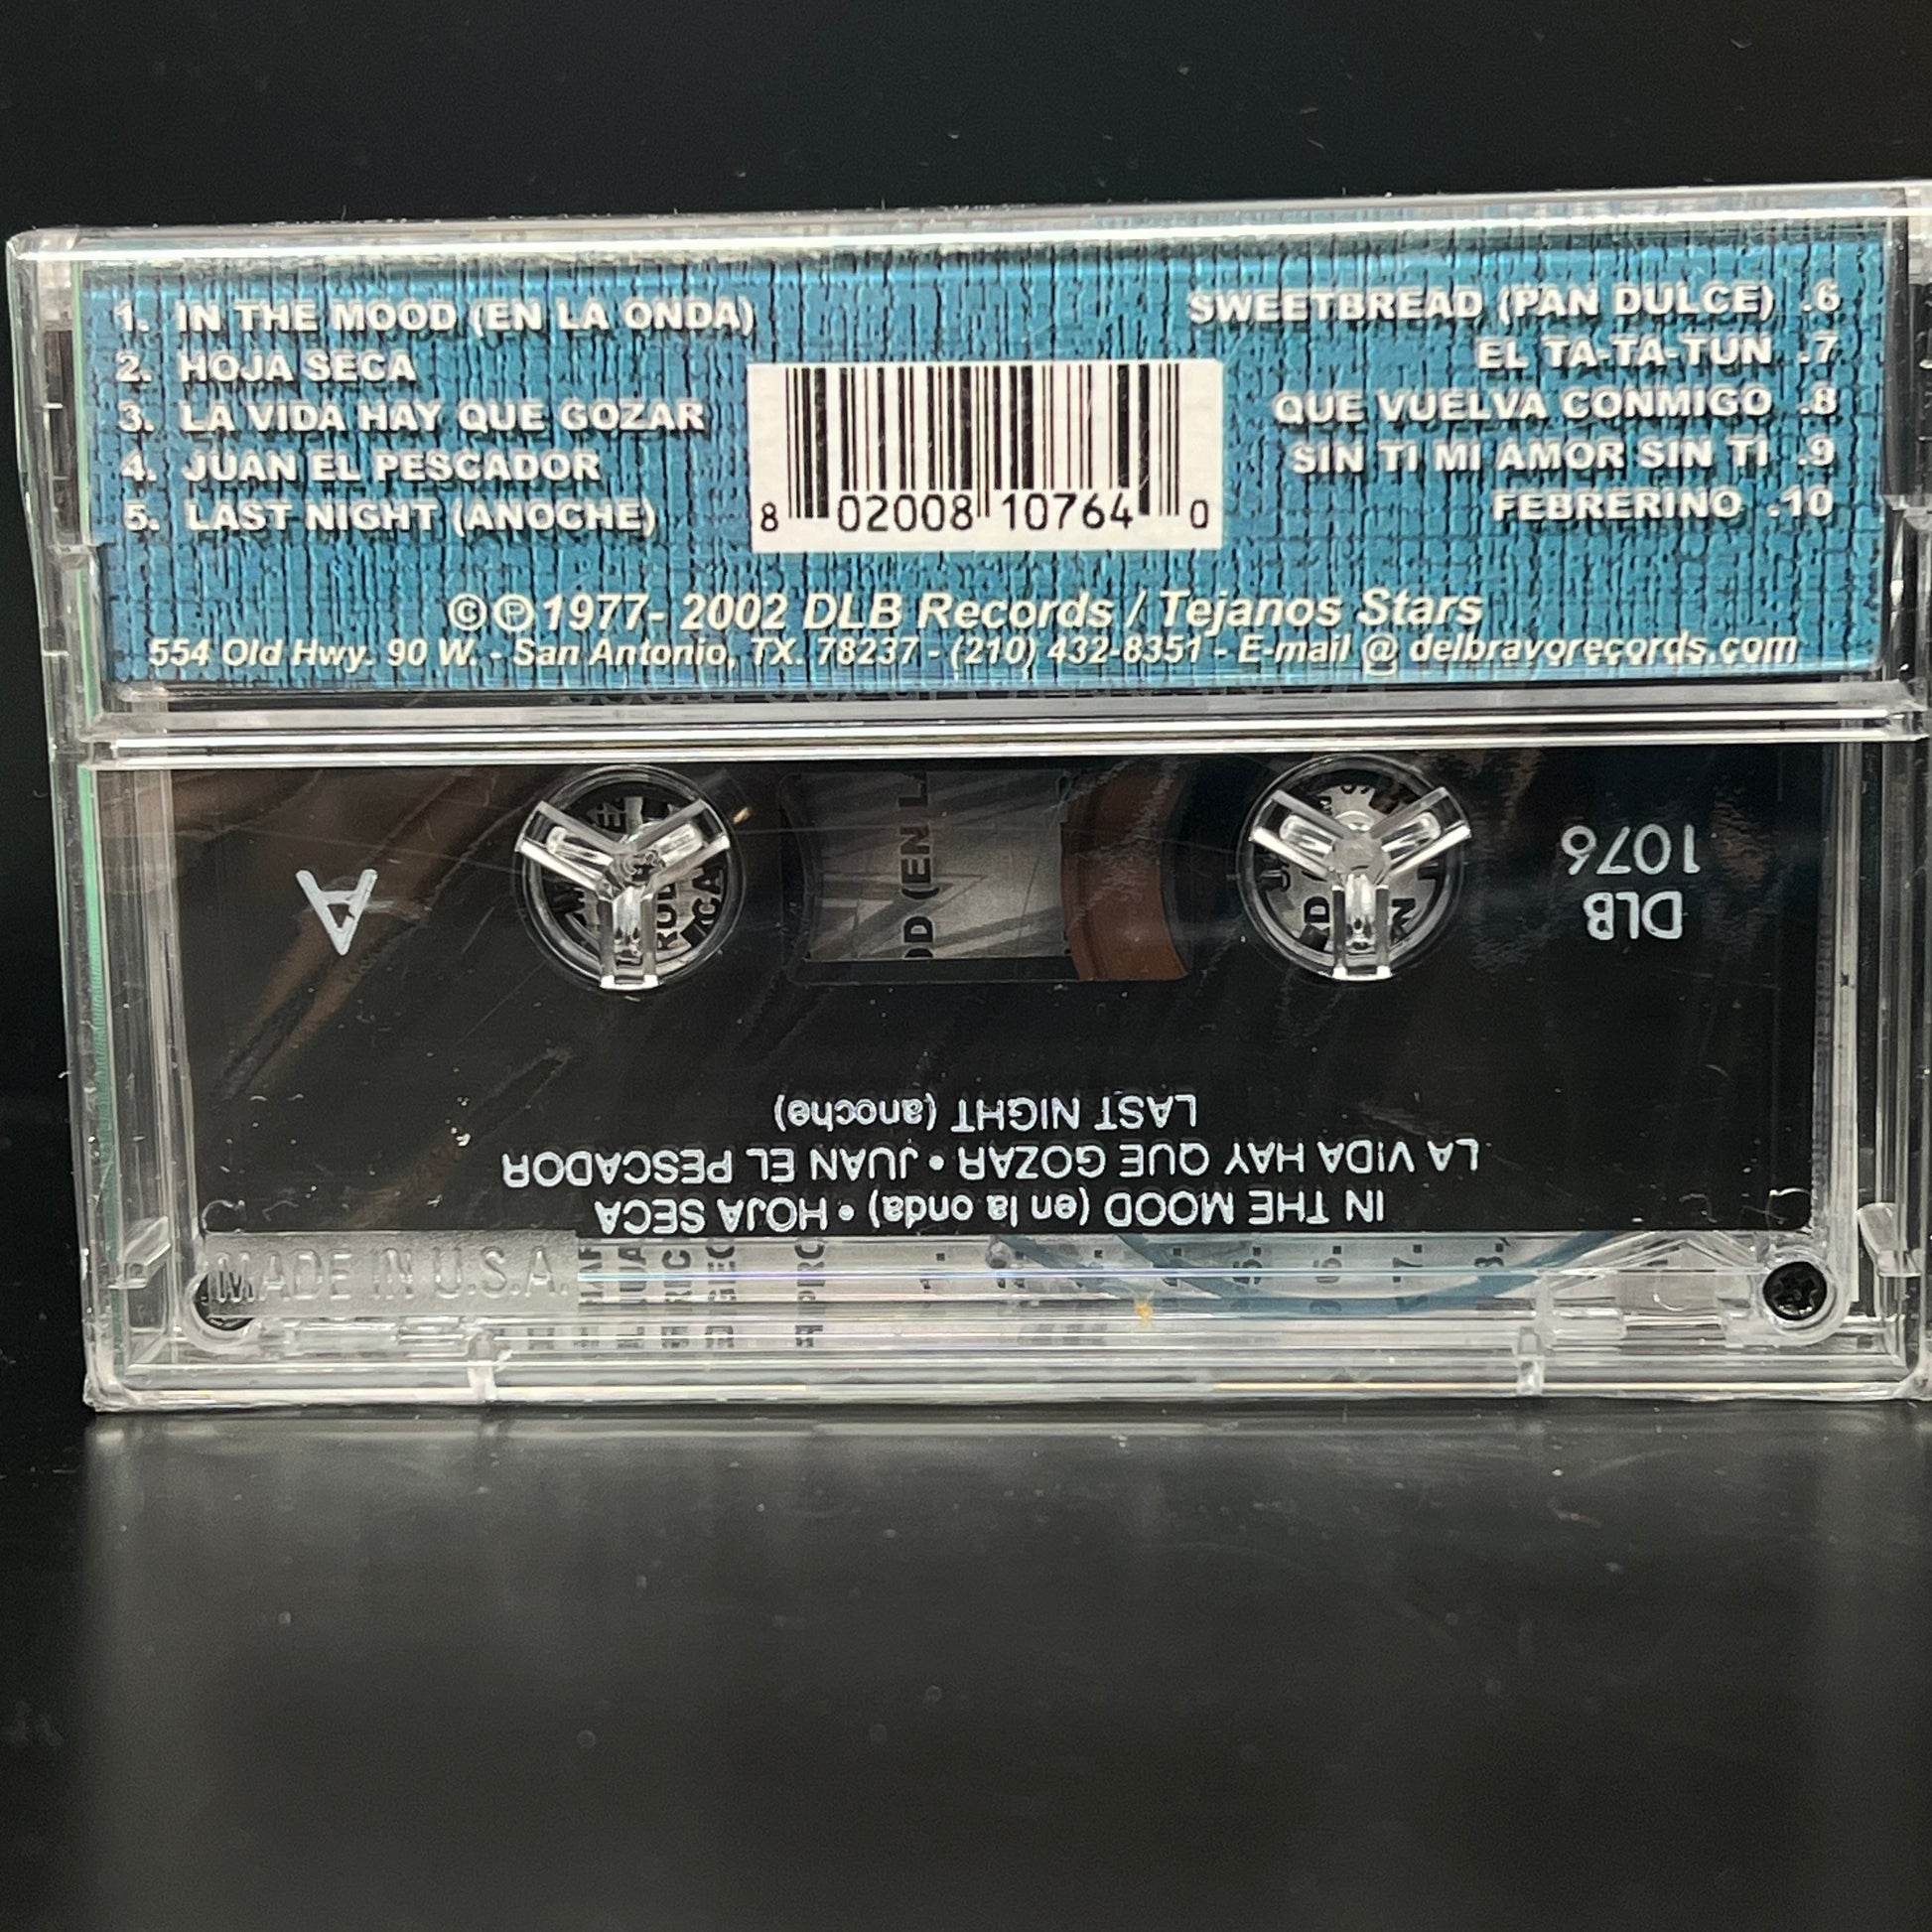 1. IN THE MOOD (EN LA ONDA)
2. HOJA SECA
3. LA VIDA HAY QUE GOZAR
4. JUAN EL PESCADOR
5. LAST NIGHT (ANOCHE)
SWEETBREAD (PAN DULCE) .6
EL TA-TA-TUN .7
QUE VUELVA CONMIGO .8
SIN TI MI AMOR SIN TI .9
FEBRERINO .10
8 02008 10764 0
©℗1977- 2002 DLB Records / Tejanos Stars
554 Old Hwy. 90 W. - San Antonio, TX. 78237 - (210) 432-8351 - E-mail @ delbravorecords.com
A
DLB
1076
OD (EN L
IN THE MOOD (en la onda) • HOJA SECA
LA VIDA HAY QUE GOZAR • JUAN EL PESCADOR
LAST NIGHT (anoche)
MADE IN U.S.A.